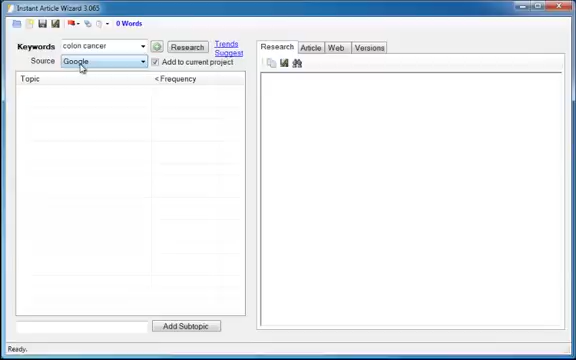 Instant Article Wizard 3.065
0 Words
Keywords colon cancer Research Trends
Suggest
Source Google Add to current project
Topic < Frequency
Add Subtopic
Research Article Web Versions
Ready.